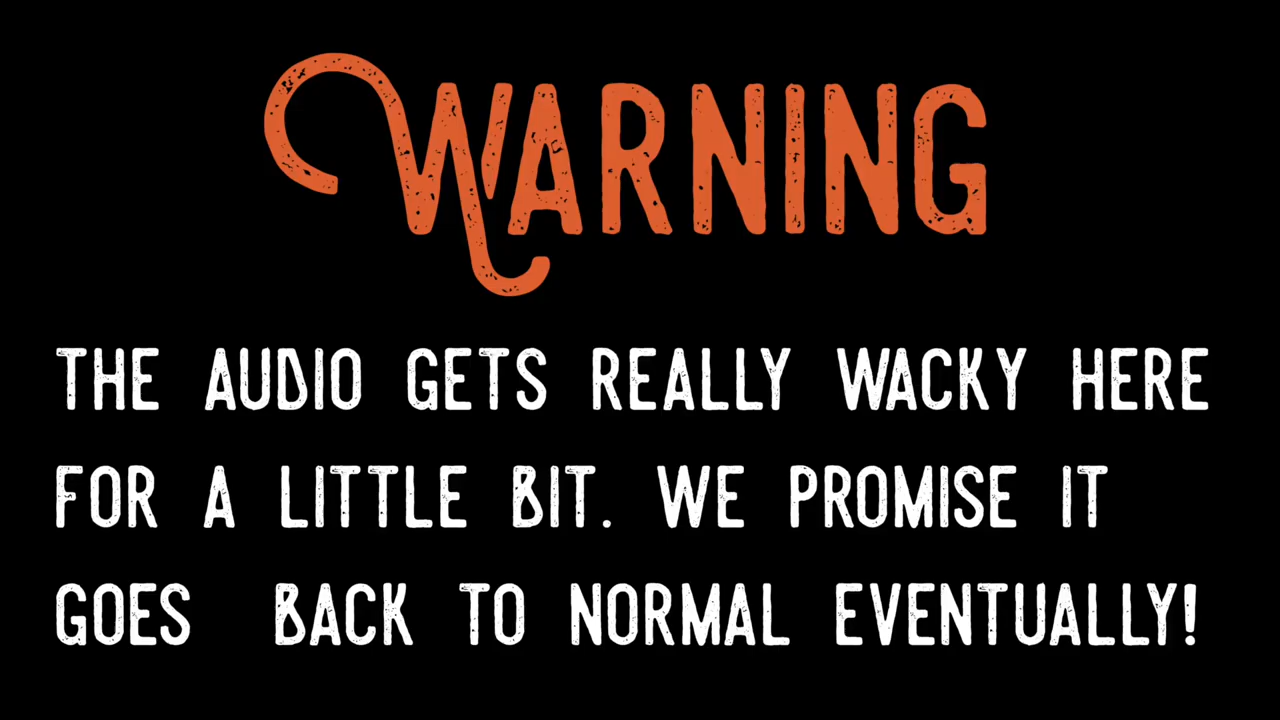 WARNING
THE AUDIO GETS REALLY WACKY HERE
FOR A LITTLE BIT. WE PROMISE IT
GOES BACK TO NORMAL EVENTUALLY!